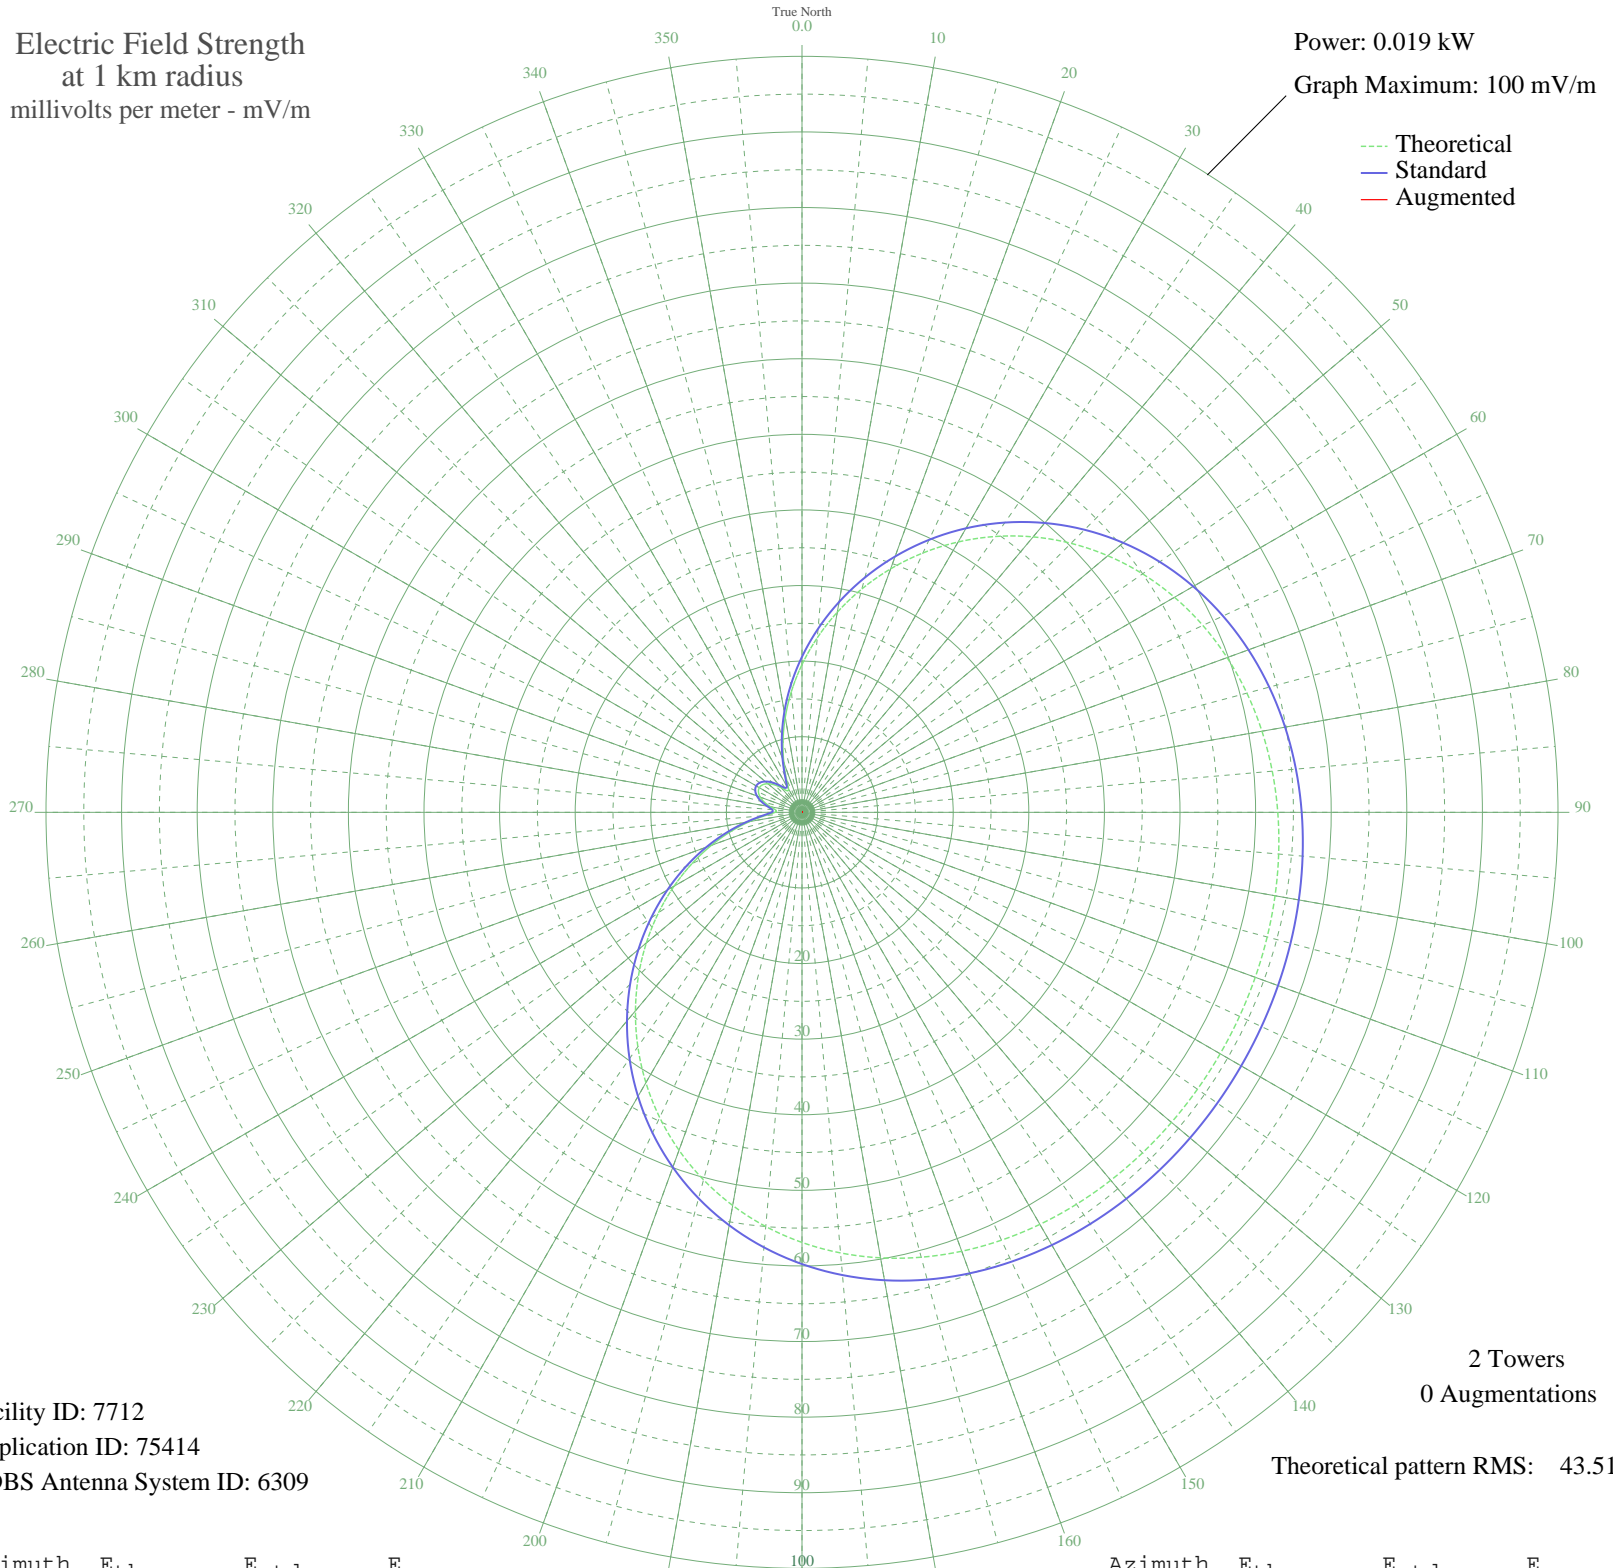 True North
0.0
Electric Field Strength
at 1 km radius
millivolts per meter - mV/m
Power: 0.019 kW
Graph Maximum: 100 mV/m
Theoretical
Standard
Augmented
10
20
30
40
50
60
70
80
90
100
110
120
130
140
150
160
200
210
220
230
240
250
260
270
280
290
300
310
320
330
340
350
20
30
40
50
60
70
80
90
100
2 Towers
0 Augmentations
Theoretical pattern RMS: 43.51
cility ID: 7712
plication ID: 75414
DBS Antenna System ID: 6309
imuth E E E
Azimuth E E E